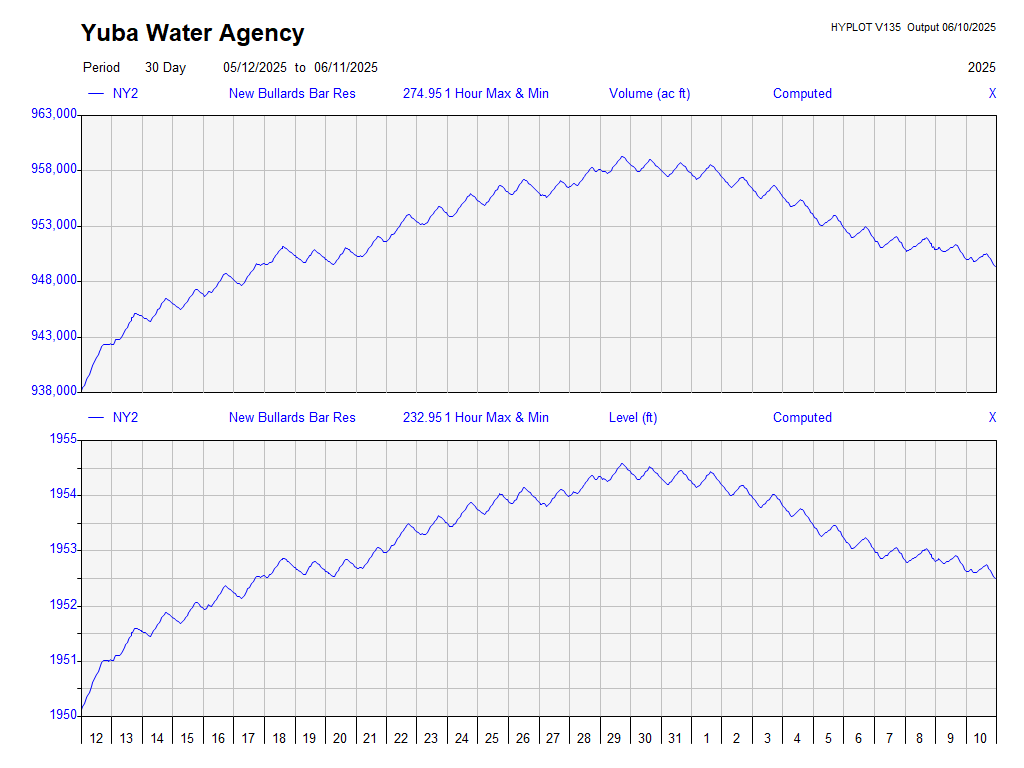 Yuba Water Agency
HYPLOT V135 Output 06/10/2025
Period 30 Day 05/12/2025 to 06/11/2025 2025
NY2 New Bullards Bar Res 274.95 1 Hour Max & Min Volume (ac ft) Computed X
963,000
958,000
953,000
948,000
943,000
938,000
NY2 New Bullards Bar Res 232.95 1 Hour Max & Min Level (ft) Computed X
1955
1954
1953
1952
1951
1950
12 13 14 15 16 17 18 19 20 21 22 23 24 25 26 27 28 29 30 31 1 2 3 4 5 6 7 8 9 10